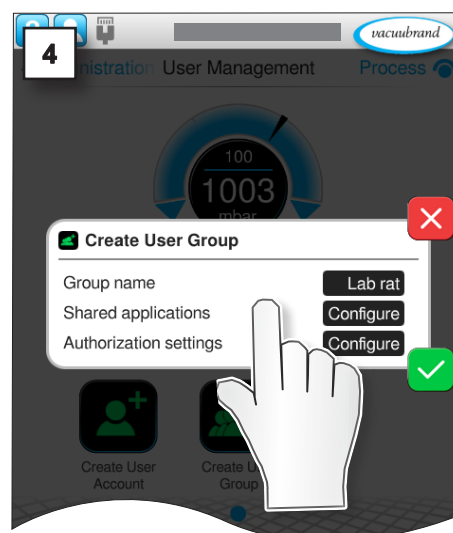 4
vacuubrand
nistration User Management Process
100
1003
mbar
Create User Group
Group name Lab rat
Shared applications Configure
Authorization settings Configure
Create User
Account
Create U
Group